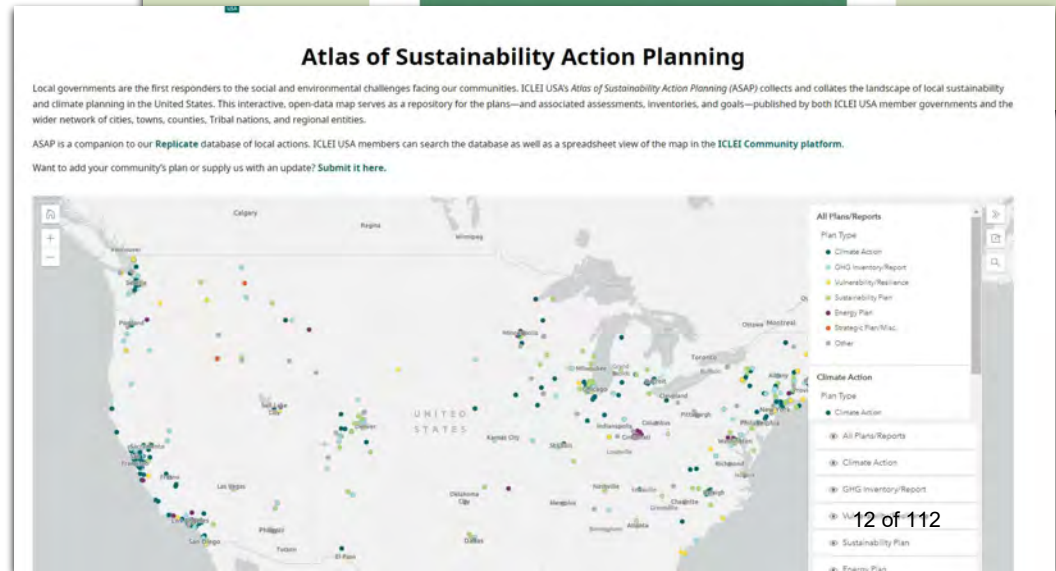 USA
Atlas of Sustainability Action Planning
Local governments are the first responders to the social and environmental challenges facing our communities. ICLEI USA's Atlas of Sustainability Action Planning (ASAP) collects and collates the landscape of local sustainability
and climate planning in the United States. This interactive, open-data map serves as a repository for the plans—and associated assessments, inventories, and goals—published by both ICLEI USA member governments and the
wider network of cities, towns, counties, Tribal nations, and regional entities.
ASAP is a companion to our Replicate database of local actions. ICLEI USA members can search the database as well as a spreadsheet view of the map in the ICLEI Community platform.
Want to add your community's plan or supply us with an update? Submit it here.
Calgary
Regina
Winnipeg
Vancouver
Seattle
Portland
Minneapolis
Ottawa Montreal
Toronto
Buffalo
Milwaukee
Grand
Chicago
Detroit
Cleveland
Albany
New York
Salt Lake
City
Denver
UNITED
STATES
Kansas City
St Louis
Indianapolis
Columbus
Cincinnati
Pittsburgh
Philadelphia
Louisville
Richmond
Sacramento
Fresno
Las Vegas
Oklahoma
City
Memphis
Nashville
Charlotte
Raleigh
Greenville
Los Angeles
San Diego
Phoenix
Tucson
El Paso
Dallas
Birmingham
Atlanta
All Plans/Reports
Plan Type
Climate Action
GHG Inventory/Report
Vulnerability/Resilience
Sustainability Plan
Energy Plan
Strategic Plan/Misc.
Other
Climate Action
Plan Type
Climate Action
All Plans/Reports
Climate Action
GHG Inventory/Report
12 of 112
Sustainability Plan
Energy Plan